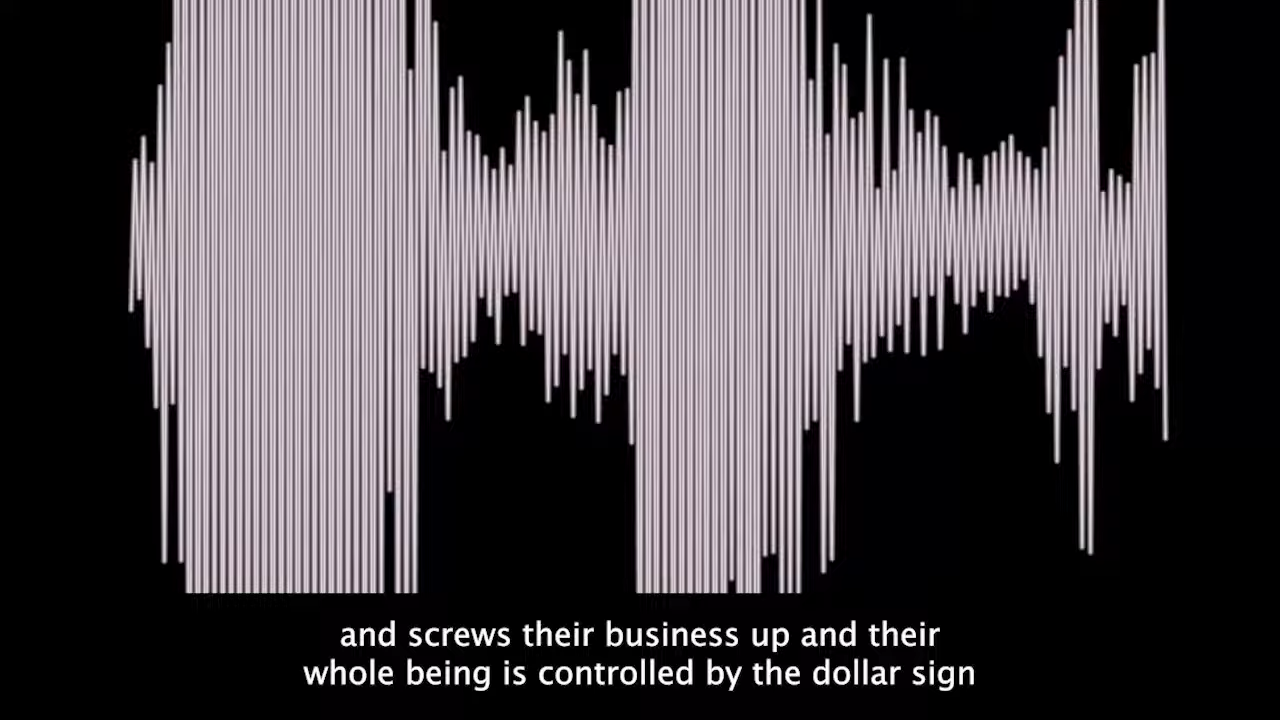 and screws their business up and their
whole being is controlled by the dollar sign